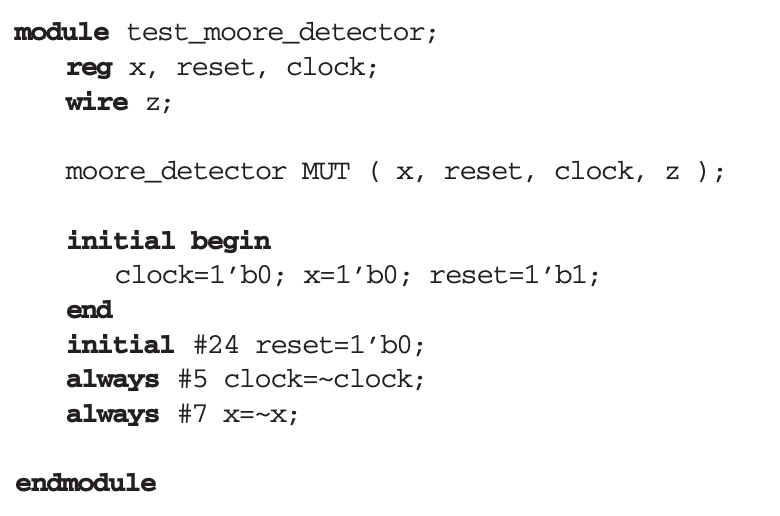 module test_moore_detector;
reg x, reset, clock;
wire z;
moore_detector MUT ( x, reset, clock, z );
initial begin
clock=1’b0; x=1’b0; reset=1’b1;
end
initial #24 reset=1’b0;
always #5 clock=~clock;
always #7 x=~x;
endmodule